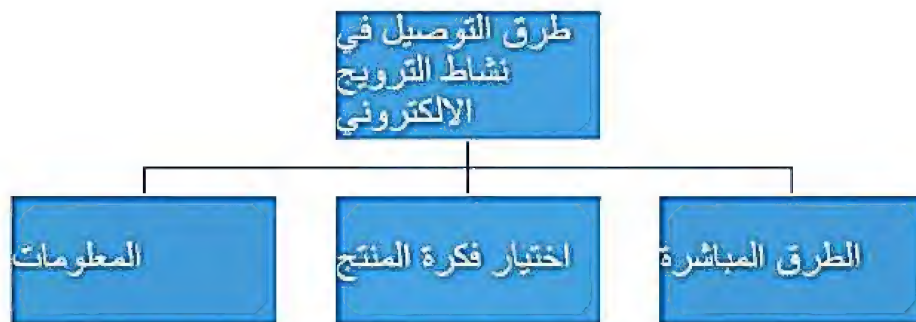 طرق التوصيل في
نشاط الترويج
الالكتروني
الطرق المباشرة
اختيار فكرة المنتج
المعلومات